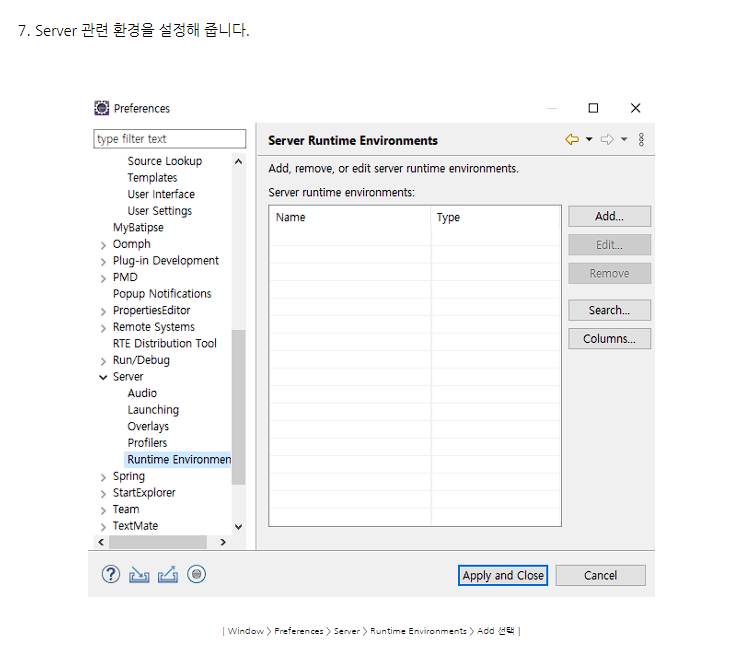 7. Server 관련 환경을 설정해 줍니다.
Preferences
type filter text
Source Lookup
Templates
User Interface
User Settings
MyBatipse
Oomph
Plug-in Development
PMD
Popup Notifications
PropertiesEditor
Remote Systems
RTE Distribution Tool
Run/Debug
Server
Audio
Launching
Overlays
Profilers
Runtime Environmen
Spring
StartExplorer
Team
TextMate
Server Runtime Environments
Add, remove, or edit server runtime environments.
Server runtime environments:
Name Type
Add...
Edit...
Remove
Search...
Columns...
Apply and Close Cancel
[ Window > Preferences > Server > Runtime Environments > Add 선택 ]